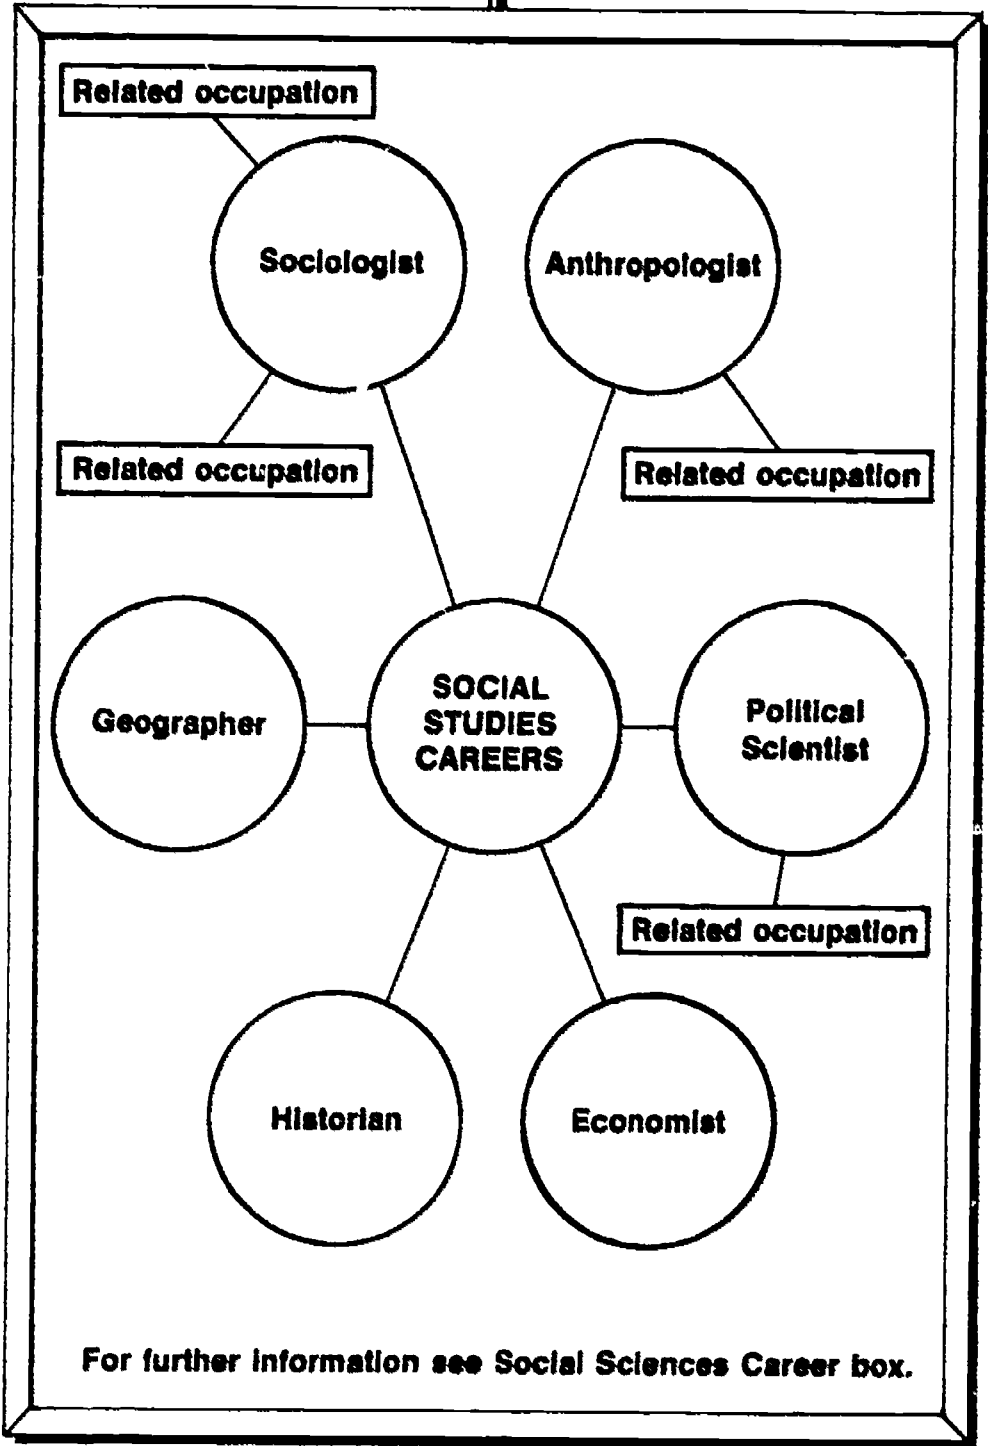 Related occupation
Sociologist
Anthropologist
Related occupation
Related occupation
Geographer
SOCIAL
STUDIES
CAREERS
Political
Scientist
Related occupation
Historian
Economist
For further information see Social Sciences Career box.